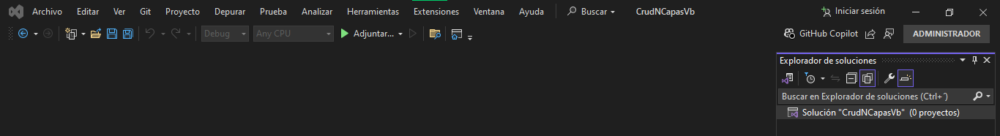 Archivo Editar Ver Git Proyecto Depurar Prueba Analizar Herramientas Extensiones Ventana Ayuda Buscar CrudNCapasVb Iniciar sesión
Debug Any CPU Adjuntar... GitHub Copilot ADMINISTRADOR
Explorador de soluciones
Buscar en Explorador de soluciones (Ctrl+´)
Solución "CrudNCapasVb" (0 proyectos)